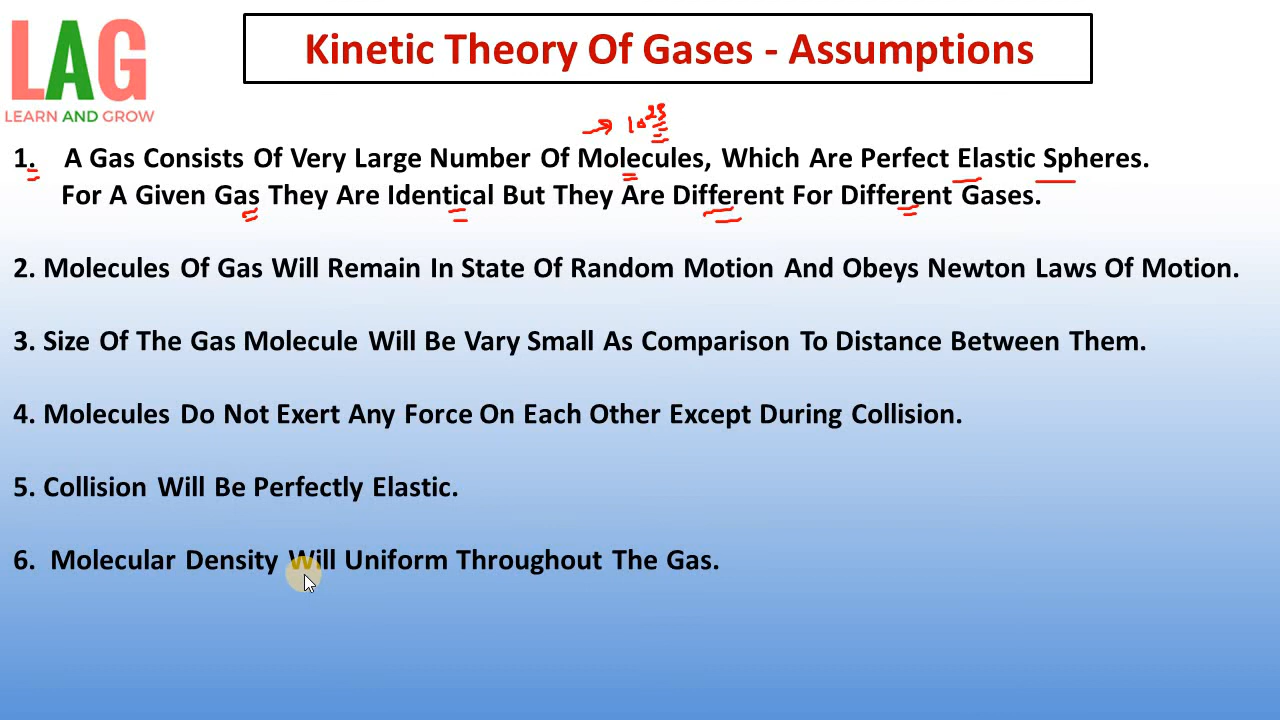 LAG
LEARN AND GROW
Kinetic Theory Of Gases - Assumptions
→ 10²³
1. A Gas Consists Of Very Large Number Of Molecules, Which Are Perfect Elastic Spheres.
For A Given Gas They Are Identical But They Are Different For Different Gases.
2. Molecules Of Gas Will Remain In State Of Random Motion And Obeys Newton Laws Of Motion.
3. Size Of The Gas Molecule Will Be Vary Small As Comparison To Distance Between Them.
4. Molecules Do Not Exert Any Force On Each Other Except During Collision.
5. Collision Will Be Perfectly Elastic.
6. Molecular Density Will Uniform Throughout The Gas.